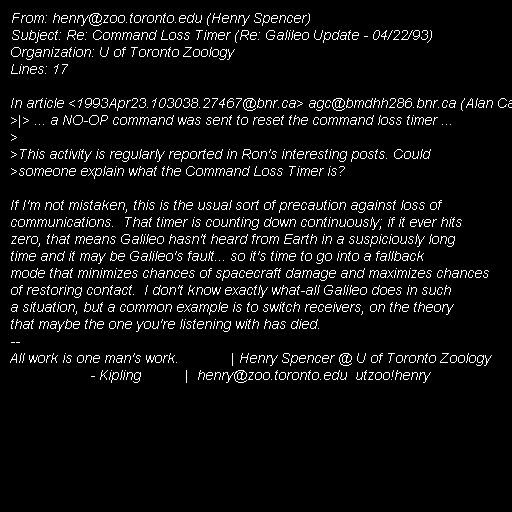 From: henry@zoo.toronto.edu (Henry Spencer)
Subject: Re: Command Loss Timer (Re: Galileo Update - 04/22/93)
Organization: U of Toronto Zoology
Lines: 17

In article <1993Apr23.103038.27467@bnr.ca> agc@bmdhh286.bnr.ca (Alan Ca
>|> ... a NO-OP command was sent to reset the command loss timer ...
>
>This activity is regularly reported in Ron's interesting posts. Could
>someone explain what the Command Loss Timer is?

If I'm not mistaken, this is the usual sort of precaution against loss of
communications.  That timer is counting down continuously; if it ever hits
zero, that means Galileo hasn't heard from Earth in a suspiciously long
time and it may be Galileo's fault... so it's time to go into a fallback
mode that minimizes chances of spacecraft damage and maximizes chances
of restoring contact.  I don't know exactly what-all Galileo does in such
a situation, but a common example is to switch receivers, on the theory
that maybe the one you're listening with has died.
--
All work is one man's work.             | Henry Spencer @ U of Toronto Zoology
                    - Kipling           |  henry@zoo.toronto.edu  utzoo!henry